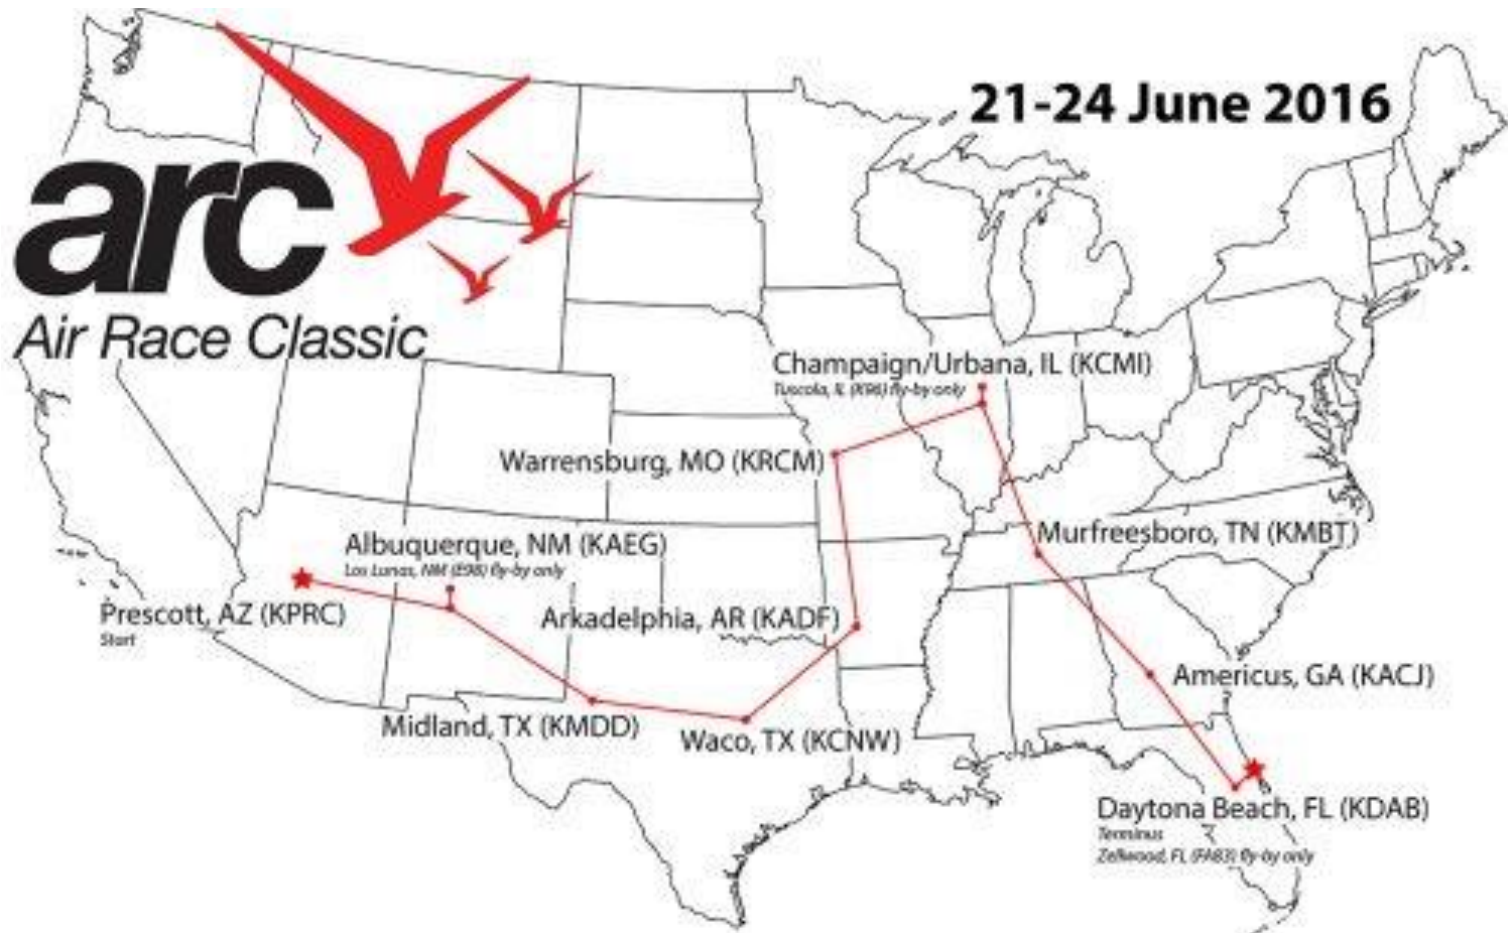 21-24 June 2016
arc
Air Race Classic
Champaign/Urbana, IL (KCMI)
Tuscola, IL (K96) fly-by only
Warrensburg, MO (KRCM)
Murfreesboro, TN (KMBT)
Albuquerque, NM (KAEG)
Los Lunas, NM (E98) fly-by only
Prescott, AZ (KPRC)
Start
Arkadelphia, AR (KADF)
Americus, GA (KACJ)
Midland, TX (KMDD)
Waco, TX (KCNW)
Daytona Beach, FL (KDAB)
Terminus
Zellwood, FL (FA83) fly-by only